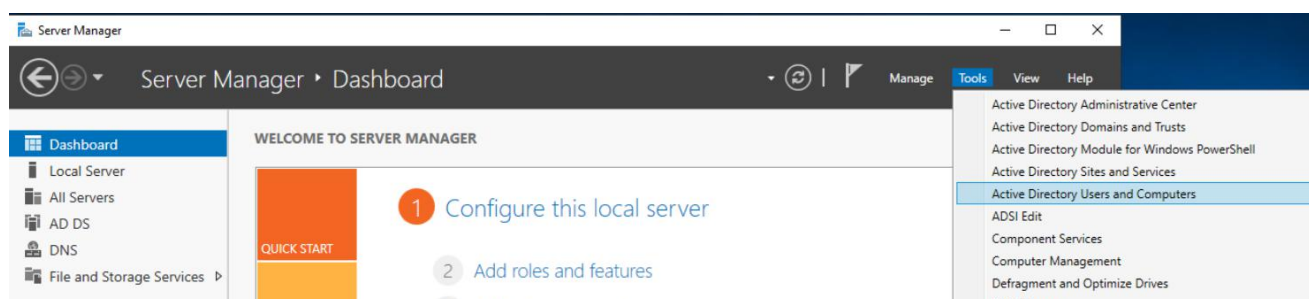 Server Manager
Server Manager • Dashboard
Manage
Tools
View
Help
Dashboard
Local Server
All Servers
AD DS
DNS
File and Storage Services
WELCOME TO SERVER MANAGER
QUICK START
1 Configure this local server
2 Add roles and features
Active Directory Administrative Center
Active Directory Domains and Trusts
Active Directory Module for Windows PowerShell
Active Directory Sites and Services
Active Directory Users and Computers
ADSI Edit
Component Services
Computer Management
Defragment and Optimize Drives